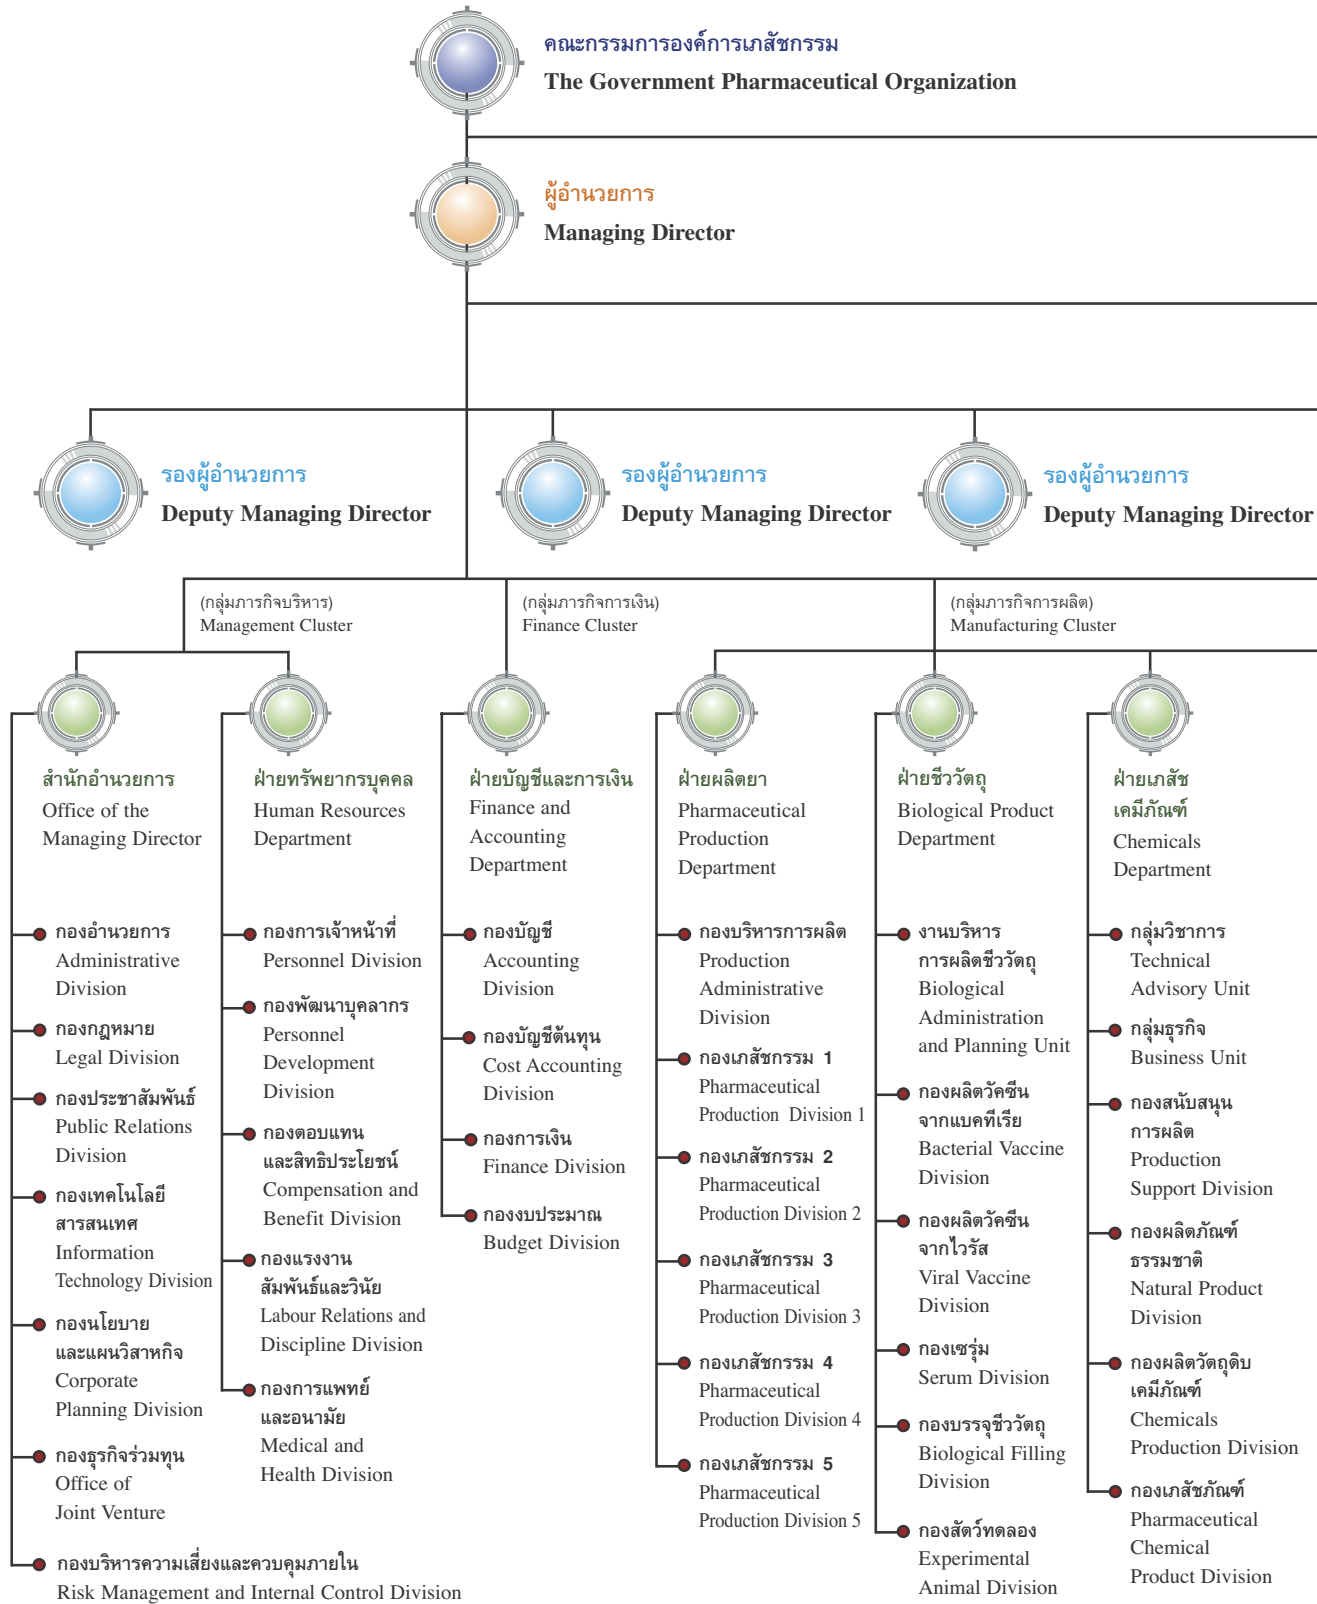 คณะกรรมการองค์การเภสัชกรรม
The Government Pharmaceutical Organization
ผู้อำนวยการ
Managing Director
รองผู้อำนวยการ
Deputy Managing Director
รองผู้อำนวยการ
Deputy Managing Director
รองผู้อำนวยการ
Deputy Managing Director
(กลุ่มภารกิจบริหาร)
Management Cluster
(กลุ่มภารกิจการเงิน)
Finance Cluster
(กลุ่มภารกิจการผลิต)
Manufacturing Cluster
สำนักอำนวยการ
Office of the
Managing Director
กองอำนวยการ
Administrative
Division
กองกฎหมาย
Legal Division
กองประชาสัมพันธ์
Public Relations
Division
กองเทคโนโลยี
สารสนเทศ
Information
Technology Division
กองนโยบาย
และแผนวิสาหกิจ
Corporate
Planning Division
กองธุรกิจร่วมทุน
Office of
Joint Venture
กองบริหารความเสี่ยงและควบคุมภายใน
Risk Management and Internal Control Division
ฝ่ายทรัพยากรบุคคล
Human Resources
Department
กองการเจ้าหน้าที่
Personnel Division
กองพัฒนาบุคลากร
Personnel
Development
Division
กองตอบแทน
และสิทธิประโยชน์
Compensation and
Benefit Division
กองแรงงาน
สัมพันธ์และวินัย
Labour Relations and
Discipline Division
กองการแพทย์
และอนามัย
Medical and
Health Division
ฝ่ายบัญชีและการเงิน
Finance and
Accounting
Department
กองบัญชี
Accounting
Division
กองบัญชีต้นทุน
Cost Accounting
Division
กองการเงิน
Finance Division
กองงบประมาณ
Budget Division
ฝ่ายผลิตยา
Pharmaceutical
Production
Department
กองบริหารการผลิต
Production
Administrative
Division
กองเภสัชกรรม 1
Pharmaceutical
Production Division 1
กองเภสัชกรรม 2
Pharmaceutical
Production Division 2
กองเภสัชกรรม 3
Pharmaceutical
Production Division 3
กองเภสัชกรรม 4
Pharmaceutical
Production Division 4
กองเภสัชกรรม 5
Pharmaceutical
Production Division 5
ฝ่ายชีววัตถุ
Biological Product
Department
งานบริหาร
การผลิตชีววัตถุ
Biological
Administration
and Planning Unit
กองผลิตวัคซีน
จากแบคทีเรีย
Bacterial Vaccine
Division
กองผลิตวัคซีน
จากไวรัส
Viral Vaccine
Division
กองเซรุ่ม
Serum Division
กองบรรจุชีววัตถุ
Biological Filling
Division
กองสัตว์ทดลอง
Experimental
Animal Division
ฝ่ายเภสัช
เคมีภัณฑ์
Chemicals
Department
กลุ่มวิชาการ
Technical
Advisory Unit
กลุ่มธุรกิจ
Business Unit
กองสนับสนุน
การผลิต
Production
Support Division
กองผลิตภัณฑ์
ธรรมชาติ
Natural Product
Division
กองผลิตวัตถุดิบ
เคมีภัณฑ์
Chemicals
Production Division
กองเภสัชภัณฑ์
Pharmaceutical
Chemical
Product Division